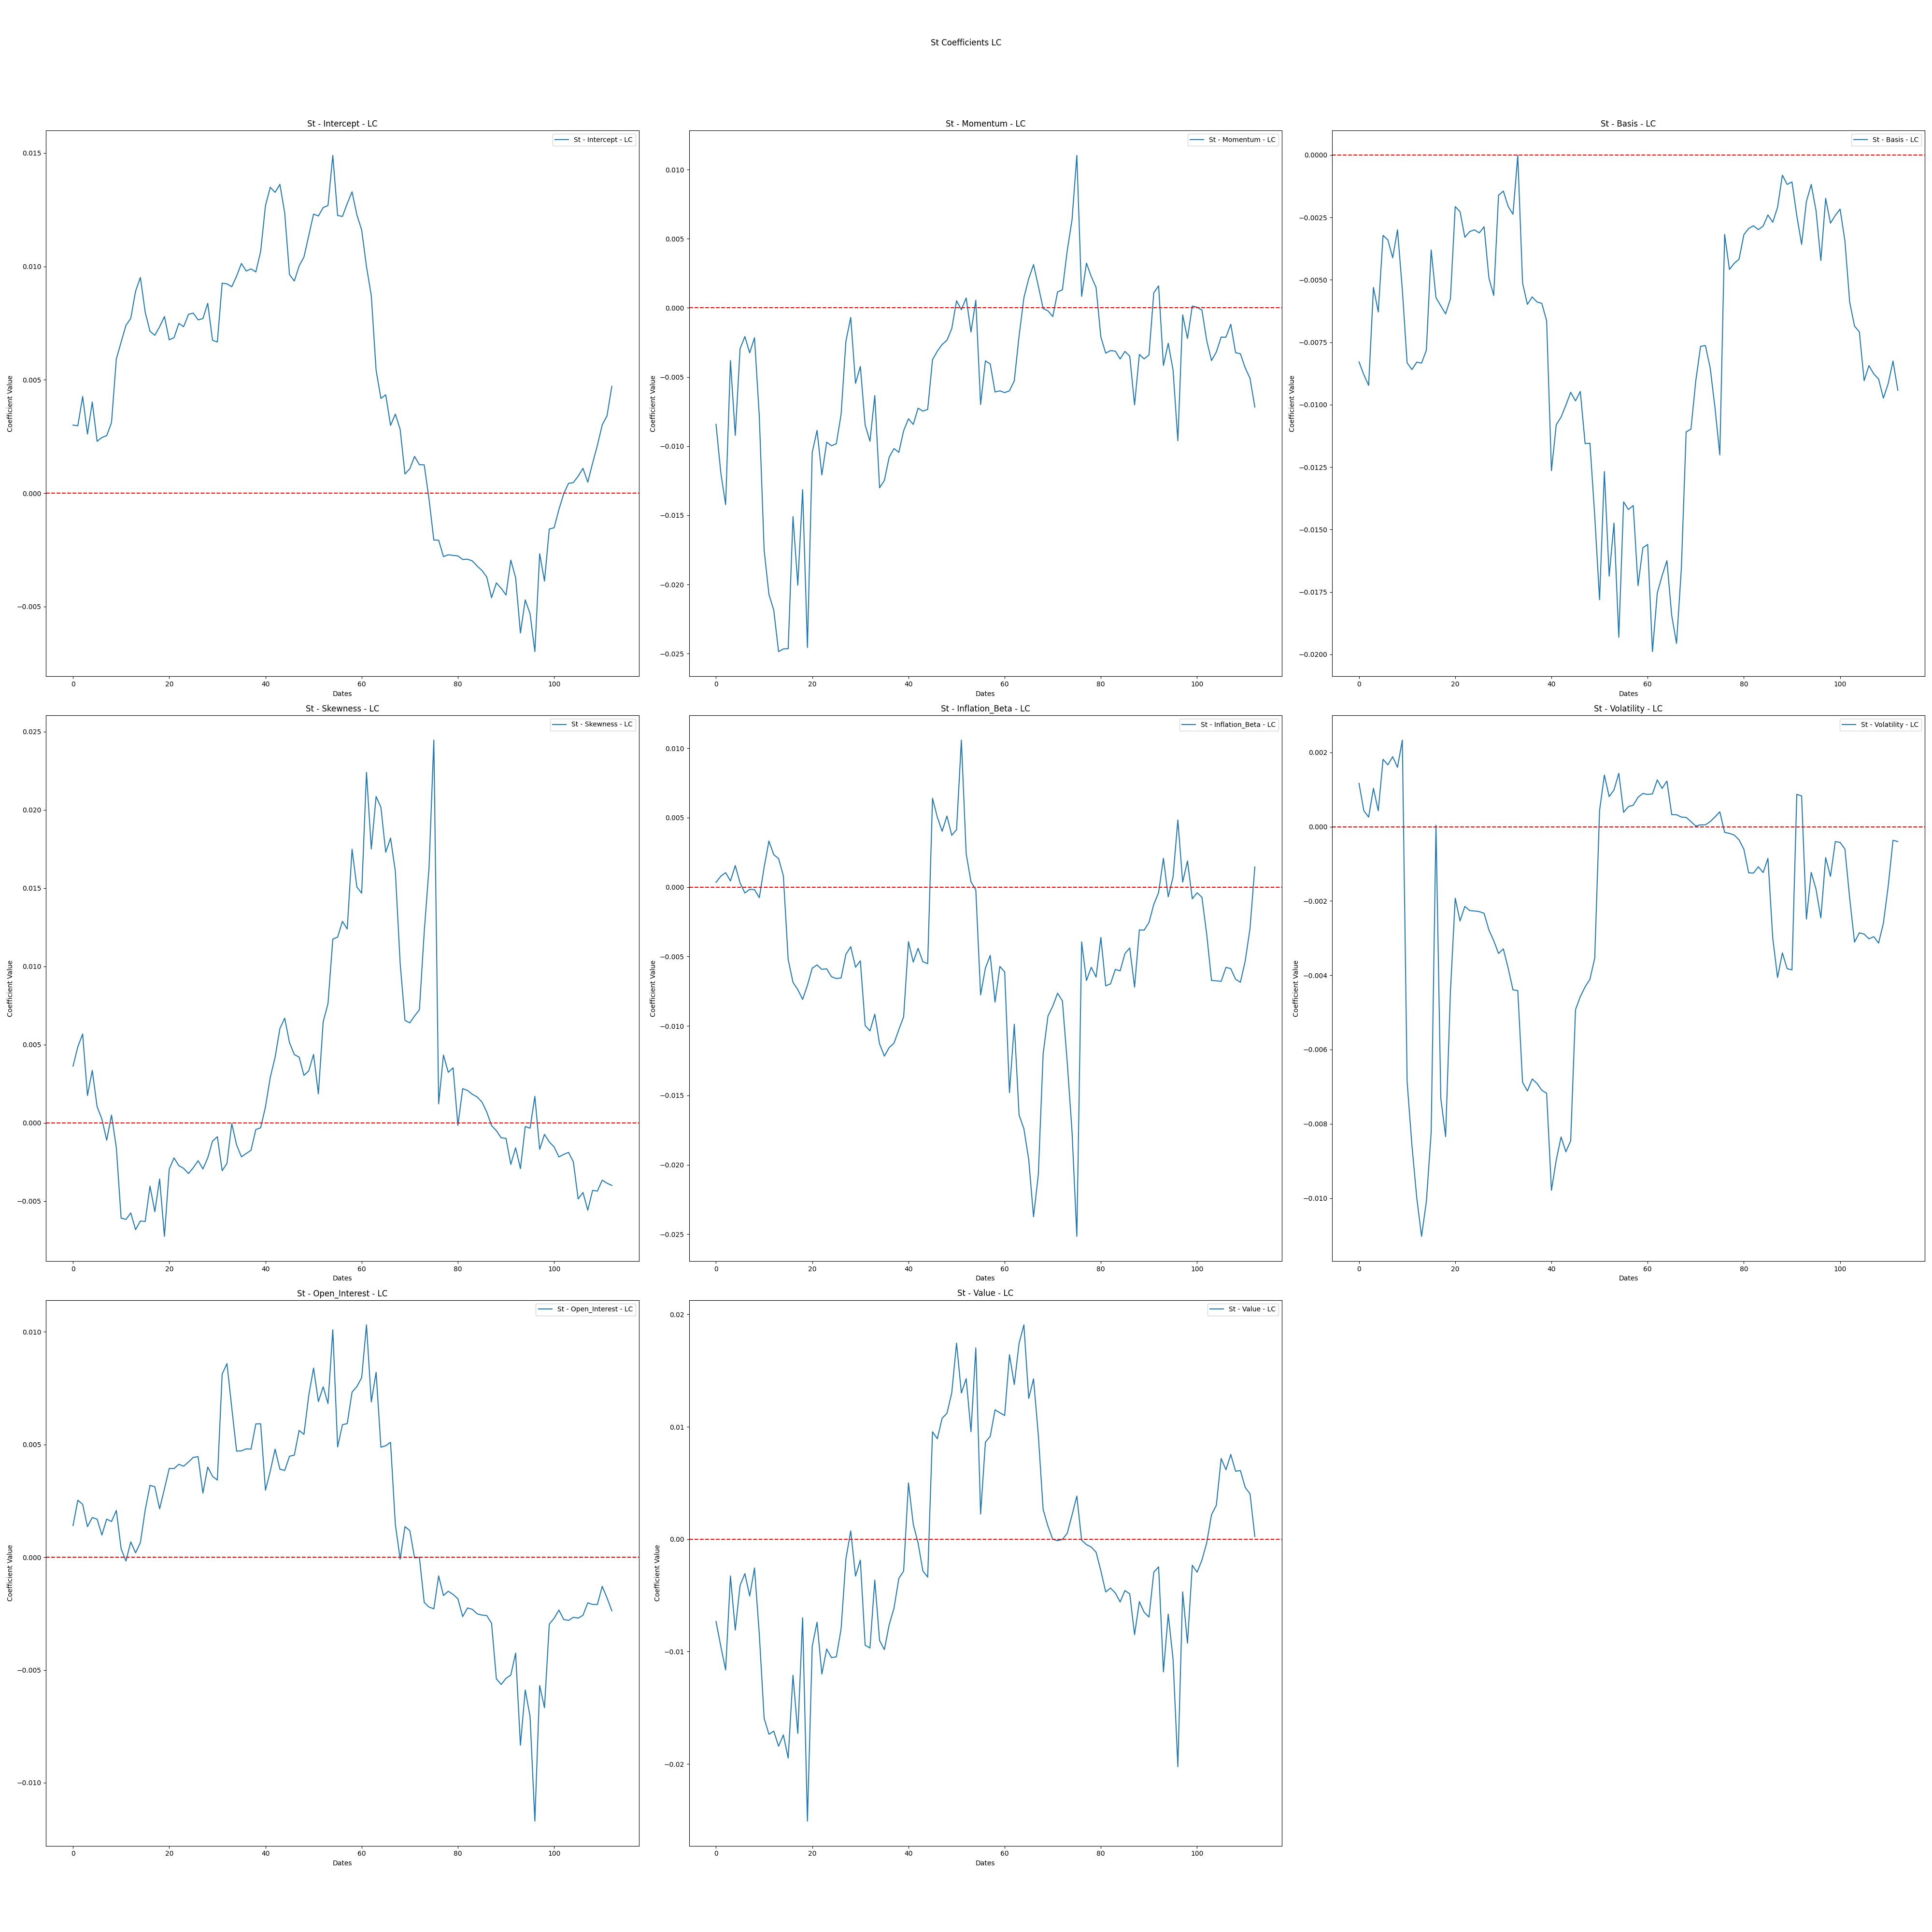 St Coefficients LC
St - Intercept - LC
St - Intercept - LC
Coefficient Value
0.015
0.010
0.005
0.000
−0.005
0 20 40 60 80 100
Dates
St - Momentum - LC
St - Momentum - LC
Coefficient Value
0.010
0.005
0.000
−0.005
−0.010
−0.015
−0.020
−0.025
0 20 40 60 80 100
Dates
St - Basis - LC
St - Basis - LC
Coefficient Value
0.0000
−0.0025
−0.0050
−0.0075
−0.0100
−0.0125
−0.0150
−0.0175
−0.0200
0 20 40 60 80 100
Dates
St - Skewness - LC
St - Skewness - LC
Coefficient Value
0.025
0.020
0.015
0.010
0.005
0.000
−0.005
0 20 40 60 80 100
Dates
St - Inflation_Beta - LC
St - Inflation_Beta - LC
Coefficient Value
0.010
0.005
0.000
−0.005
−0.010
−0.015
−0.020
−0.025
0 20 40 60 80 100
Dates
St - Volatility - LC
St - Volatility - LC
Coefficient Value
0.002
0.000
−0.002
−0.004
−0.006
−0.008
−0.010
0 20 40 60 80 100
Dates
St - Open_Interest - LC
St - Open_Interest - LC
Coefficient Value
0.010
0.005
0.000
−0.005
−0.010
0 20 40 60 80 100
Dates
St - Value - LC
St - Value - LC
Coefficient Value
0.02
0.01
0.00
−0.01
−0.02
0 20 40 60 80 100
Dates